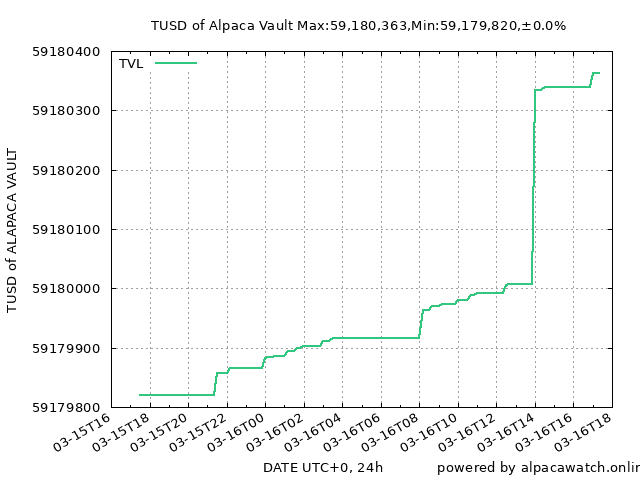 TUSD of Alpaca Vault Max:59,180,363,Min:59,179,820,±0.0%
TVL
TUSD of ALAPACA VAULT
59180400
59180300
59180200
59180100
59180000
59179900
59179800
03-15T16
03-15T18
03-15T20
03-15T22
03-16T00
03-16T02
03-16T04
03-16T06
03-16T08
03-16T10
03-16T12
03-16T14
03-16T16
03-16T18
DATE UTC+0, 24h
powered by alpacawatch.onlin